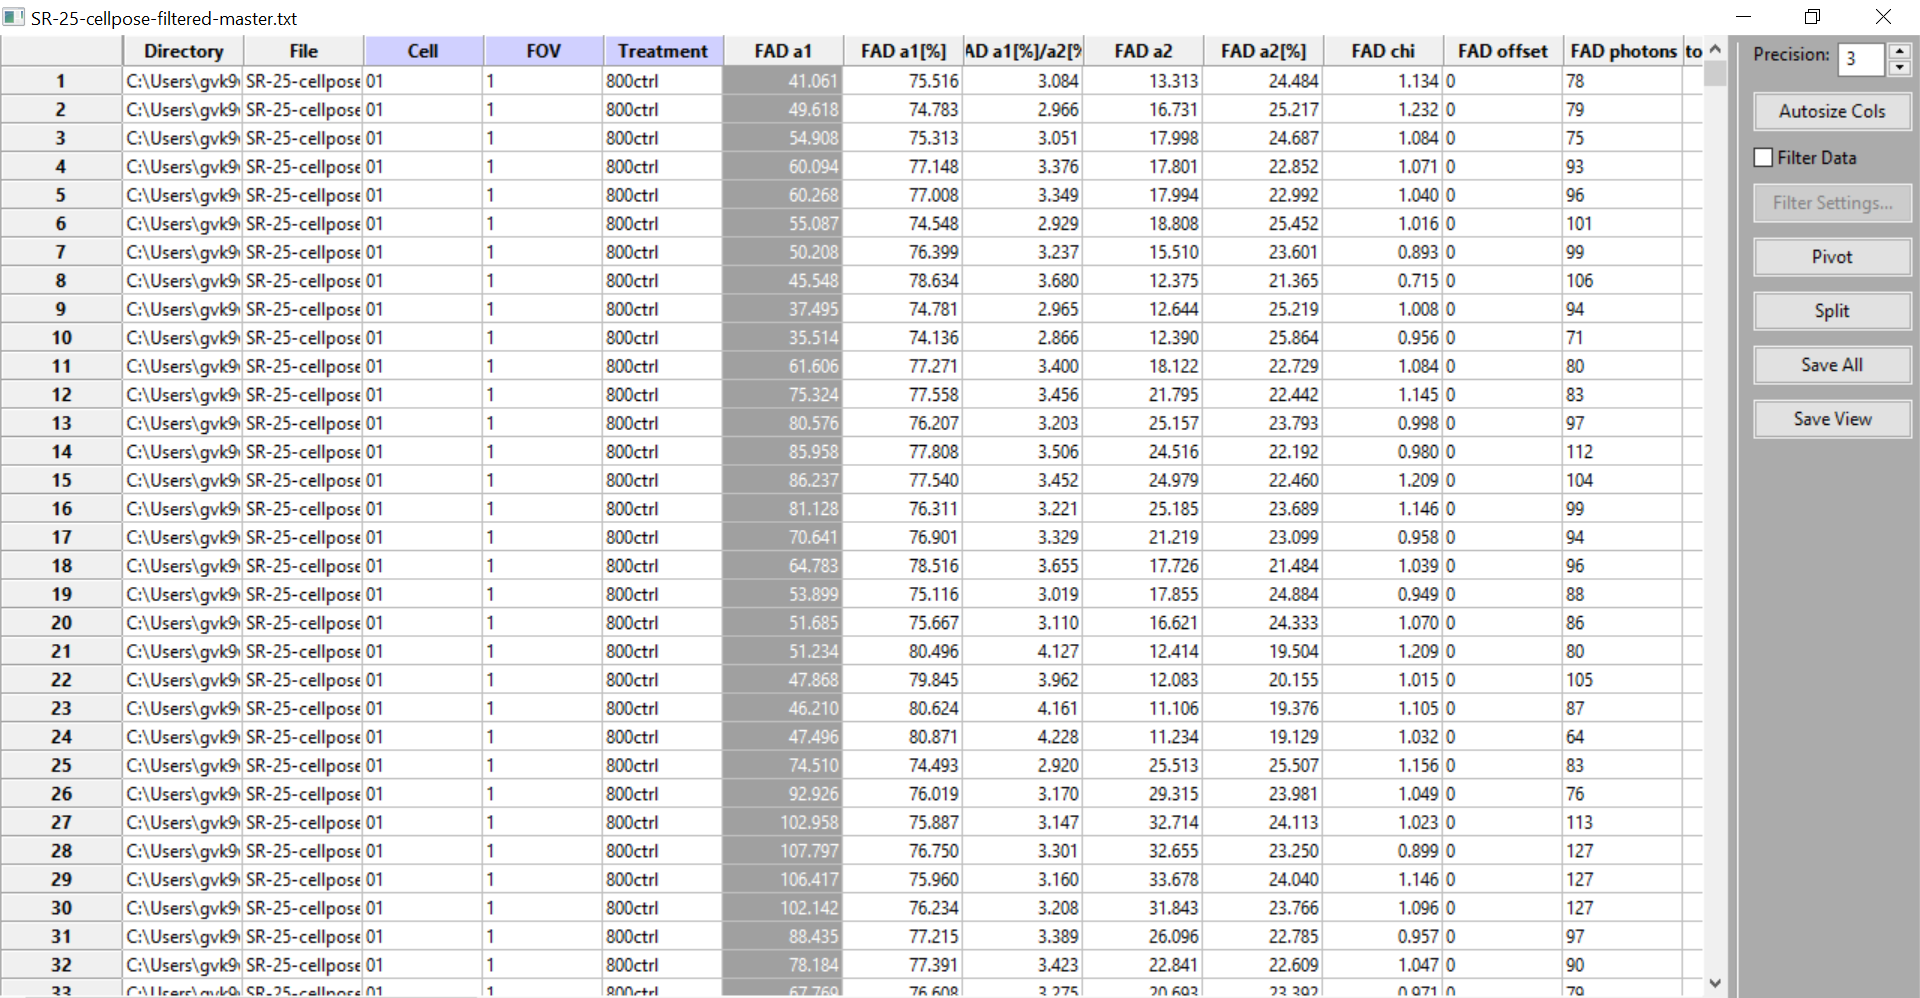 SR-25-cellpose-filtered-master.txt
Directory File Cell FOV Treatment FAD a1 FAD a1[%] AD a1[%]/a2[% FAD a2 FAD a2[%] FAD chi FAD offset FAD photons to
1 C:\Users\gvk9 SR-25-cellpose 01 1 800ctrl 41.061 75.516 3.084 13.313 24.484 1.134 0 78
2 C:\Users\gvk9 SR-25-cellpose 01 1 800ctrl 49.618 74.783 2.966 16.731 25.217 1.232 0 79
3 C:\Users\gvk9 SR-25-cellpose 01 1 800ctrl 54.908 75.313 3.051 17.998 24.687 1.084 0 75
4 C:\Users\gvk9 SR-25-cellpose 01 1 800ctrl 60.094 77.148 3.376 17.801 22.852 1.071 0 93
5 C:\Users\gvk9 SR-25-cellpose 01 1 800ctrl 60.268 77.008 3.349 17.994 22.992 1.040 0 96
6 C:\Users\gvk9 SR-25-cellpose 01 1 800ctrl 55.087 74.548 2.929 18.808 25.452 1.016 0 101
7 C:\Users\gvk9 SR-25-cellpose 01 1 800ctrl 50.208 76.399 3.237 15.510 23.601 0.893 0 99
8 C:\Users\gvk9 SR-25-cellpose 01 1 800ctrl 45.548 78.634 3.680 12.375 21.365 0.715 0 106
9 C:\Users\gvk9 SR-25-cellpose 01 1 800ctrl 37.495 74.781 2.965 12.644 25.219 1.008 0 94
10 C:\Users\gvk9 SR-25-cellpose 01 1 800ctrl 35.514 74.136 2.866 12.390 25.864 0.956 0 71
11 C:\Users\gvk9 SR-25-cellpose 01 1 800ctrl 61.606 77.271 3.400 18.122 22.729 1.084 0 80
12 C:\Users\gvk9 SR-25-cellpose 01 1 800ctrl 75.324 77.558 3.456 21.795 22.442 1.145 0 83
13 C:\Users\gvk9 SR-25-cellpose 01 1 800ctrl 80.576 76.207 3.203 25.157 23.793 0.998 0 97
14 C:\Users\gvk9 SR-25-cellpose 01 1 800ctrl 85.958 77.808 3.506 24.516 22.192 0.980 0 112
15 C:\Users\gvk9 SR-25-cellpose 01 1 800ctrl 86.237 77.540 3.452 24.979 22.460 1.209 0 104
16 C:\Users\gvk9 SR-25-cellpose 01 1 800ctrl 81.128 76.311 3.221 25.185 23.689 1.146 0 99
17 C:\Users\gvk9 SR-25-cellpose 01 1 800ctrl 70.641 76.901 3.329 21.219 23.099 0.958 0 94
18 C:\Users\gvk9 SR-25-cellpose 01 1 800ctrl 64.783 78.516 3.655 17.726 21.484 1.039 0 96
19 C:\Users\gvk9 SR-25-cellpose 01 1 800ctrl 53.899 75.116 3.019 17.855 24.884 0.949 0 88
20 C:\Users\gvk9 SR-25-cellpose 01 1 800ctrl 51.685 75.667 3.110 16.621 24.333 1.070 0 86
21 C:\Users\gvk9 SR-25-cellpose 01 1 800ctrl 51.234 80.496 4.127 12.414 19.504 1.209 0 80
22 C:\Users\gvk9 SR-25-cellpose 01 1 800ctrl 47.868 79.845 3.962 12.083 20.155 1.015 0 105
23 C:\Users\gvk9 SR-25-cellpose 01 1 800ctrl 46.210 80.624 4.161 11.106 19.376 1.105 0 87
24 C:\Users\gvk9 SR-25-cellpose 01 1 800ctrl 47.496 80.871 4.228 11.234 19.129 1.032 0 64
25 C:\Users\gvk9 SR-25-cellpose 01 1 800ctrl 74.510 74.493 2.920 25.513 25.507 1.156 0 83
26 C:\Users\gvk9 SR-25-cellpose 01 1 800ctrl 92.926 76.019 3.170 29.315 23.981 1.049 0 76
27 C:\Users\gvk9 SR-25-cellpose 01 1 800ctrl 102.958 75.887 3.147 32.714 24.113 1.023 0 113
28 C:\Users\gvk9 SR-25-cellpose 01 1 800ctrl 107.797 76.750 3.301 32.655 23.250 0.899 0 127
29 C:\Users\gvk9 SR-25-cellpose 01 1 800ctrl 106.417 75.960 3.160 33.678 24.040 1.146 0 127
30 C:\Users\gvk9 SR-25-cellpose 01 1 800ctrl 102.142 76.234 3.208 31.843 23.766 1.096 0 127
31 C:\Users\gvk9 SR-25-cellpose 01 1 800ctrl 88.435 77.215 3.389 26.096 22.785 0.957 0 97
32 C:\Users\gvk9 SR-25-cellpose 01 1 800ctrl 78.184 77.391 3.423 22.841 22.609 1.047 0 90
33 C:\Users\gvk9 SR-25-cellpose 01 1 800ctrl 67.769 76.608 3.275 20.693 23.392 0.971 0 79
Precision: 3
Autosize Cols
Filter Data
Filter Settings...
Pivot
Split
Save All
Save View